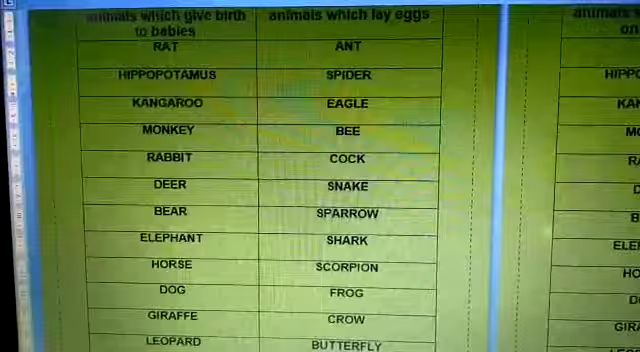 animals which give birth to babies animals which lay eggs
RAT ANT
HIPPOPOTAMUS SPIDER
KANGAROO EAGLE
MONKEY BEE
RABBIT COCK
DEER SNAKE
BEAR SPARROW
ELEPHANT SHARK
HORSE SCORPION
DOG FROG
GIRAFFE CROW
LEOPARD BUTTERFLY